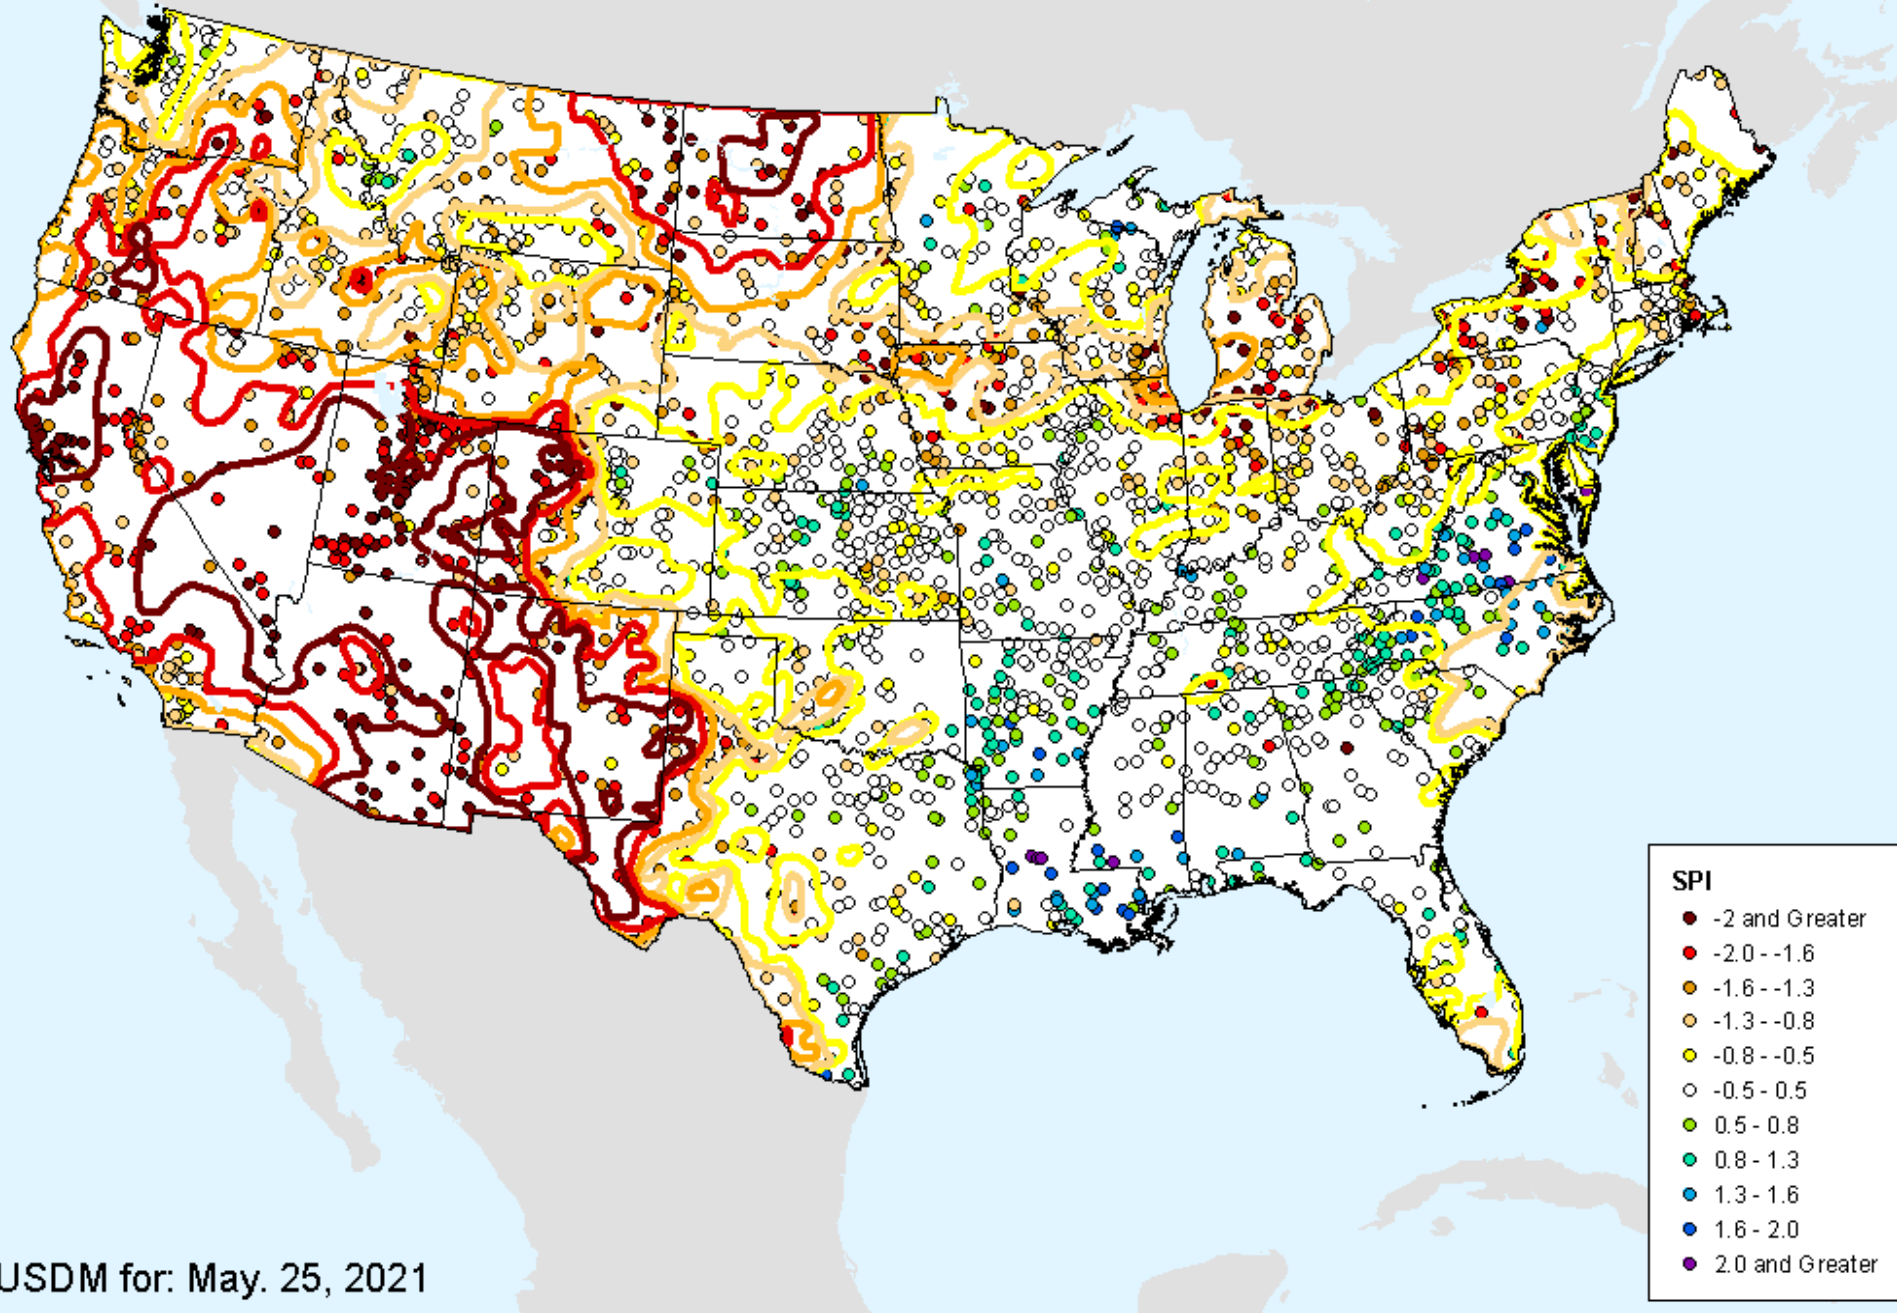 SPI
-2 and Greater
-2.0 - -1.6
-1.6 - -1.3
-1.3 - -0.8
-0.8 - -0.5
-0.5 - 0.5
0.5 - 0.8
0.8 - 1.3
1.3 - 1.6
1.6 - 2.0
2.0 and Greater
USDM for: May. 25, 2021